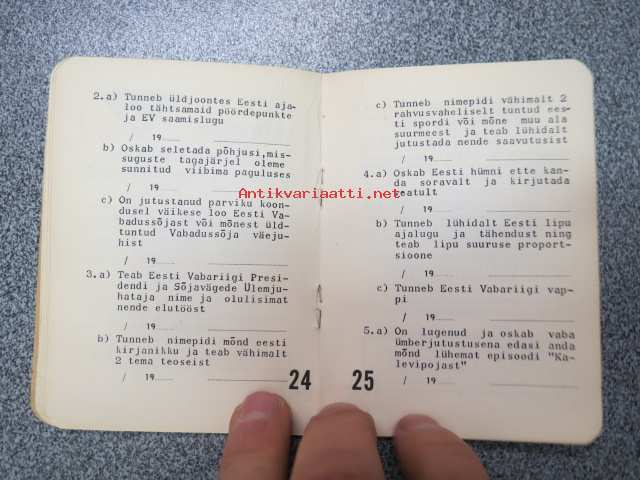 2.a) Tunneb üldjoontes Eesti aja-
loo tähtsamaid pöördepunkte
ja EV saamislugu
/ 19......
b) Oskab seletada põhjusi,mis-
suguste tagajärjel oleme
sunnitud viibima paguluses
/ 19......
c) On jutustanud parviku koon-
dusel väikese loo Eesti Va-
badussõjast või mõnest üld-
tuntud Vabadussõja väeju-
hist
/ 19......
3.a) Teab Eesti Vabariigi Presi-
dendi ja Sõjavägede Ülemju-
hataja nime ja olulisimat
nende elutööst
/ 19......
b) Tunneb nimepidi mõnd eesti
kirjanikku ja teab vähimalt
2 tema teoseist
/ 19......
24
c) Tunneb nimepidi vähimalt 2
rahvusvaheliselt tuntud ees-
ti spordi või mõne muu ala
suurmeest ja teab lühidalt
jutustada nende saavutusist
/ 19......
4.a) Oskab Eesti hümni ette kan-
da soravalt ja kirjutada
peatult
/ 19......
b) Tunneb lühidalt Eesti lipu
ajalugu ja tähendust ning
teab lipu suuruse proport-
sioone
/ 19......
c) Tunneb Eesti Vabariigi vap-
pi
/ 19......
5.a) On lugenud ja oskab vaba
ümberjutustusena edasi anda
mõnd lühemat episoodi "Ka-
levipojast"
/ 19......
25
Antikvariaatti.net